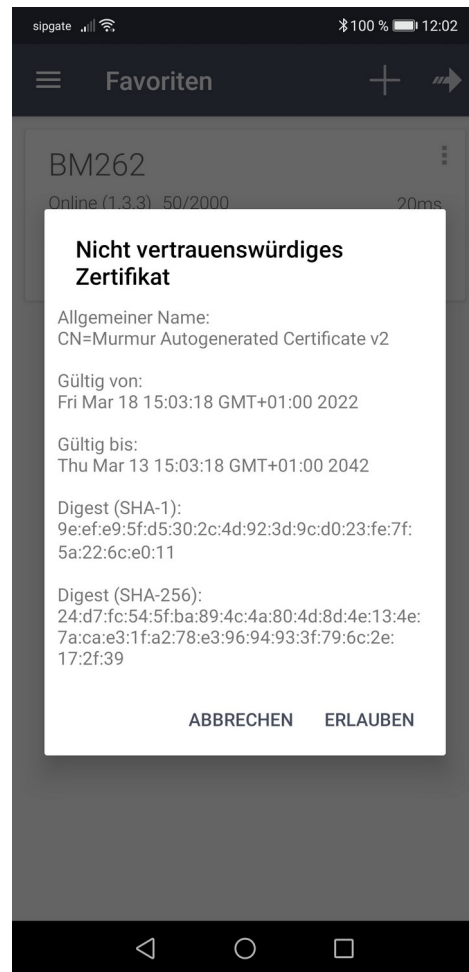 sipgate
100 % 12:02
Favoriten
BM262
Online (1.3.3) 50/2000 20ms
Nicht vertrauenswürdiges
Zertifikat
Allgemeiner Name:
CN=Murmur Autogenerated Certificate v2
Gültig von:
Fri Mar 18 15:03:18 GMT+01:00 2022
Gültig bis:
Thu Mar 13 15:03:18 GMT+01:00 2042
Digest (SHA-1):
9e:ef:e9:5f:d5:30:2c:4d:92:3d:9c:d0:23:fe:7f:
5a:22:6c:e0:11
Digest (SHA-256):
24:d7:fc:54:5f:ba:89:4c:4a:80:4d:8d:4e:13:4e:
7a:ca:e3:1f:a2:78:e3:96:94:93:3f:79:6c:2e:
17:2f:39
ABBRECHEN ERLAUBEN